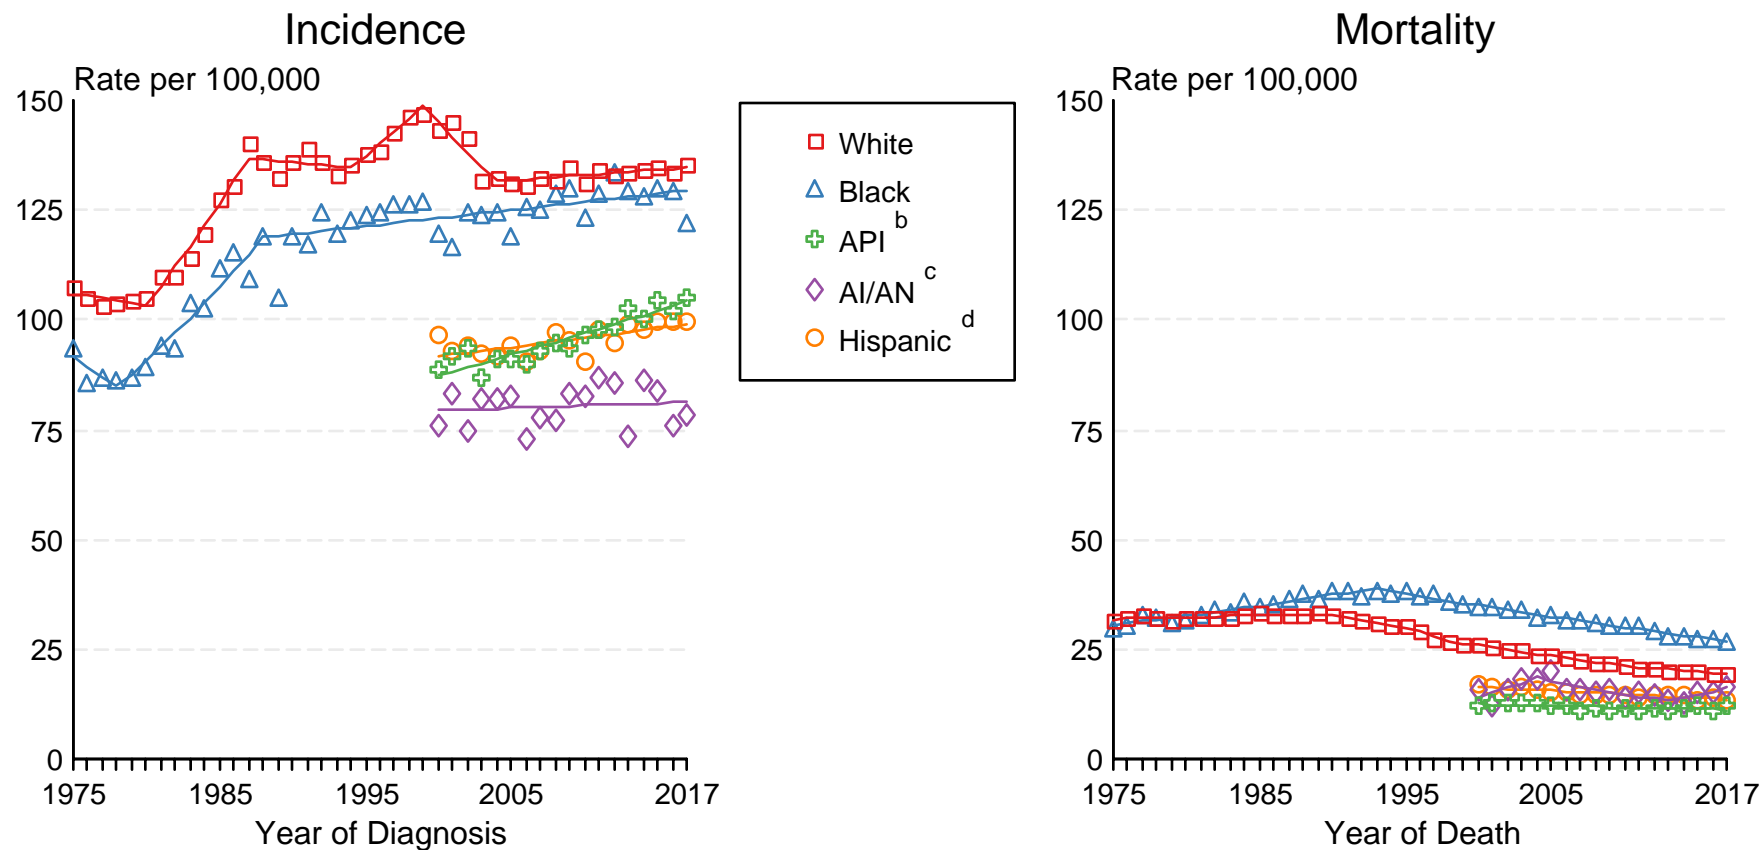 Incidence
Mortality
Rate per 100,000
Rate per 100,000
150
125
100
75
50
25
0
1975
1985
1995
2005
2017
Year of Diagnosis
White
Black
API b
AI/AN c
Hispanic d
150
125
100
75
50
25
0
1975
1985
1995
2005
2017
Year of Death